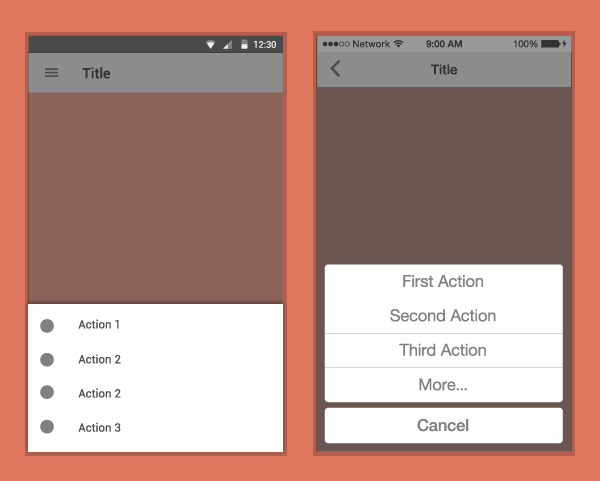 12:30
Title
Action 1
Action 2
Action 2
Action 3
Network 9:00 AM 100%
Title
First Action
Second Action
Third Action
More...
Cancel